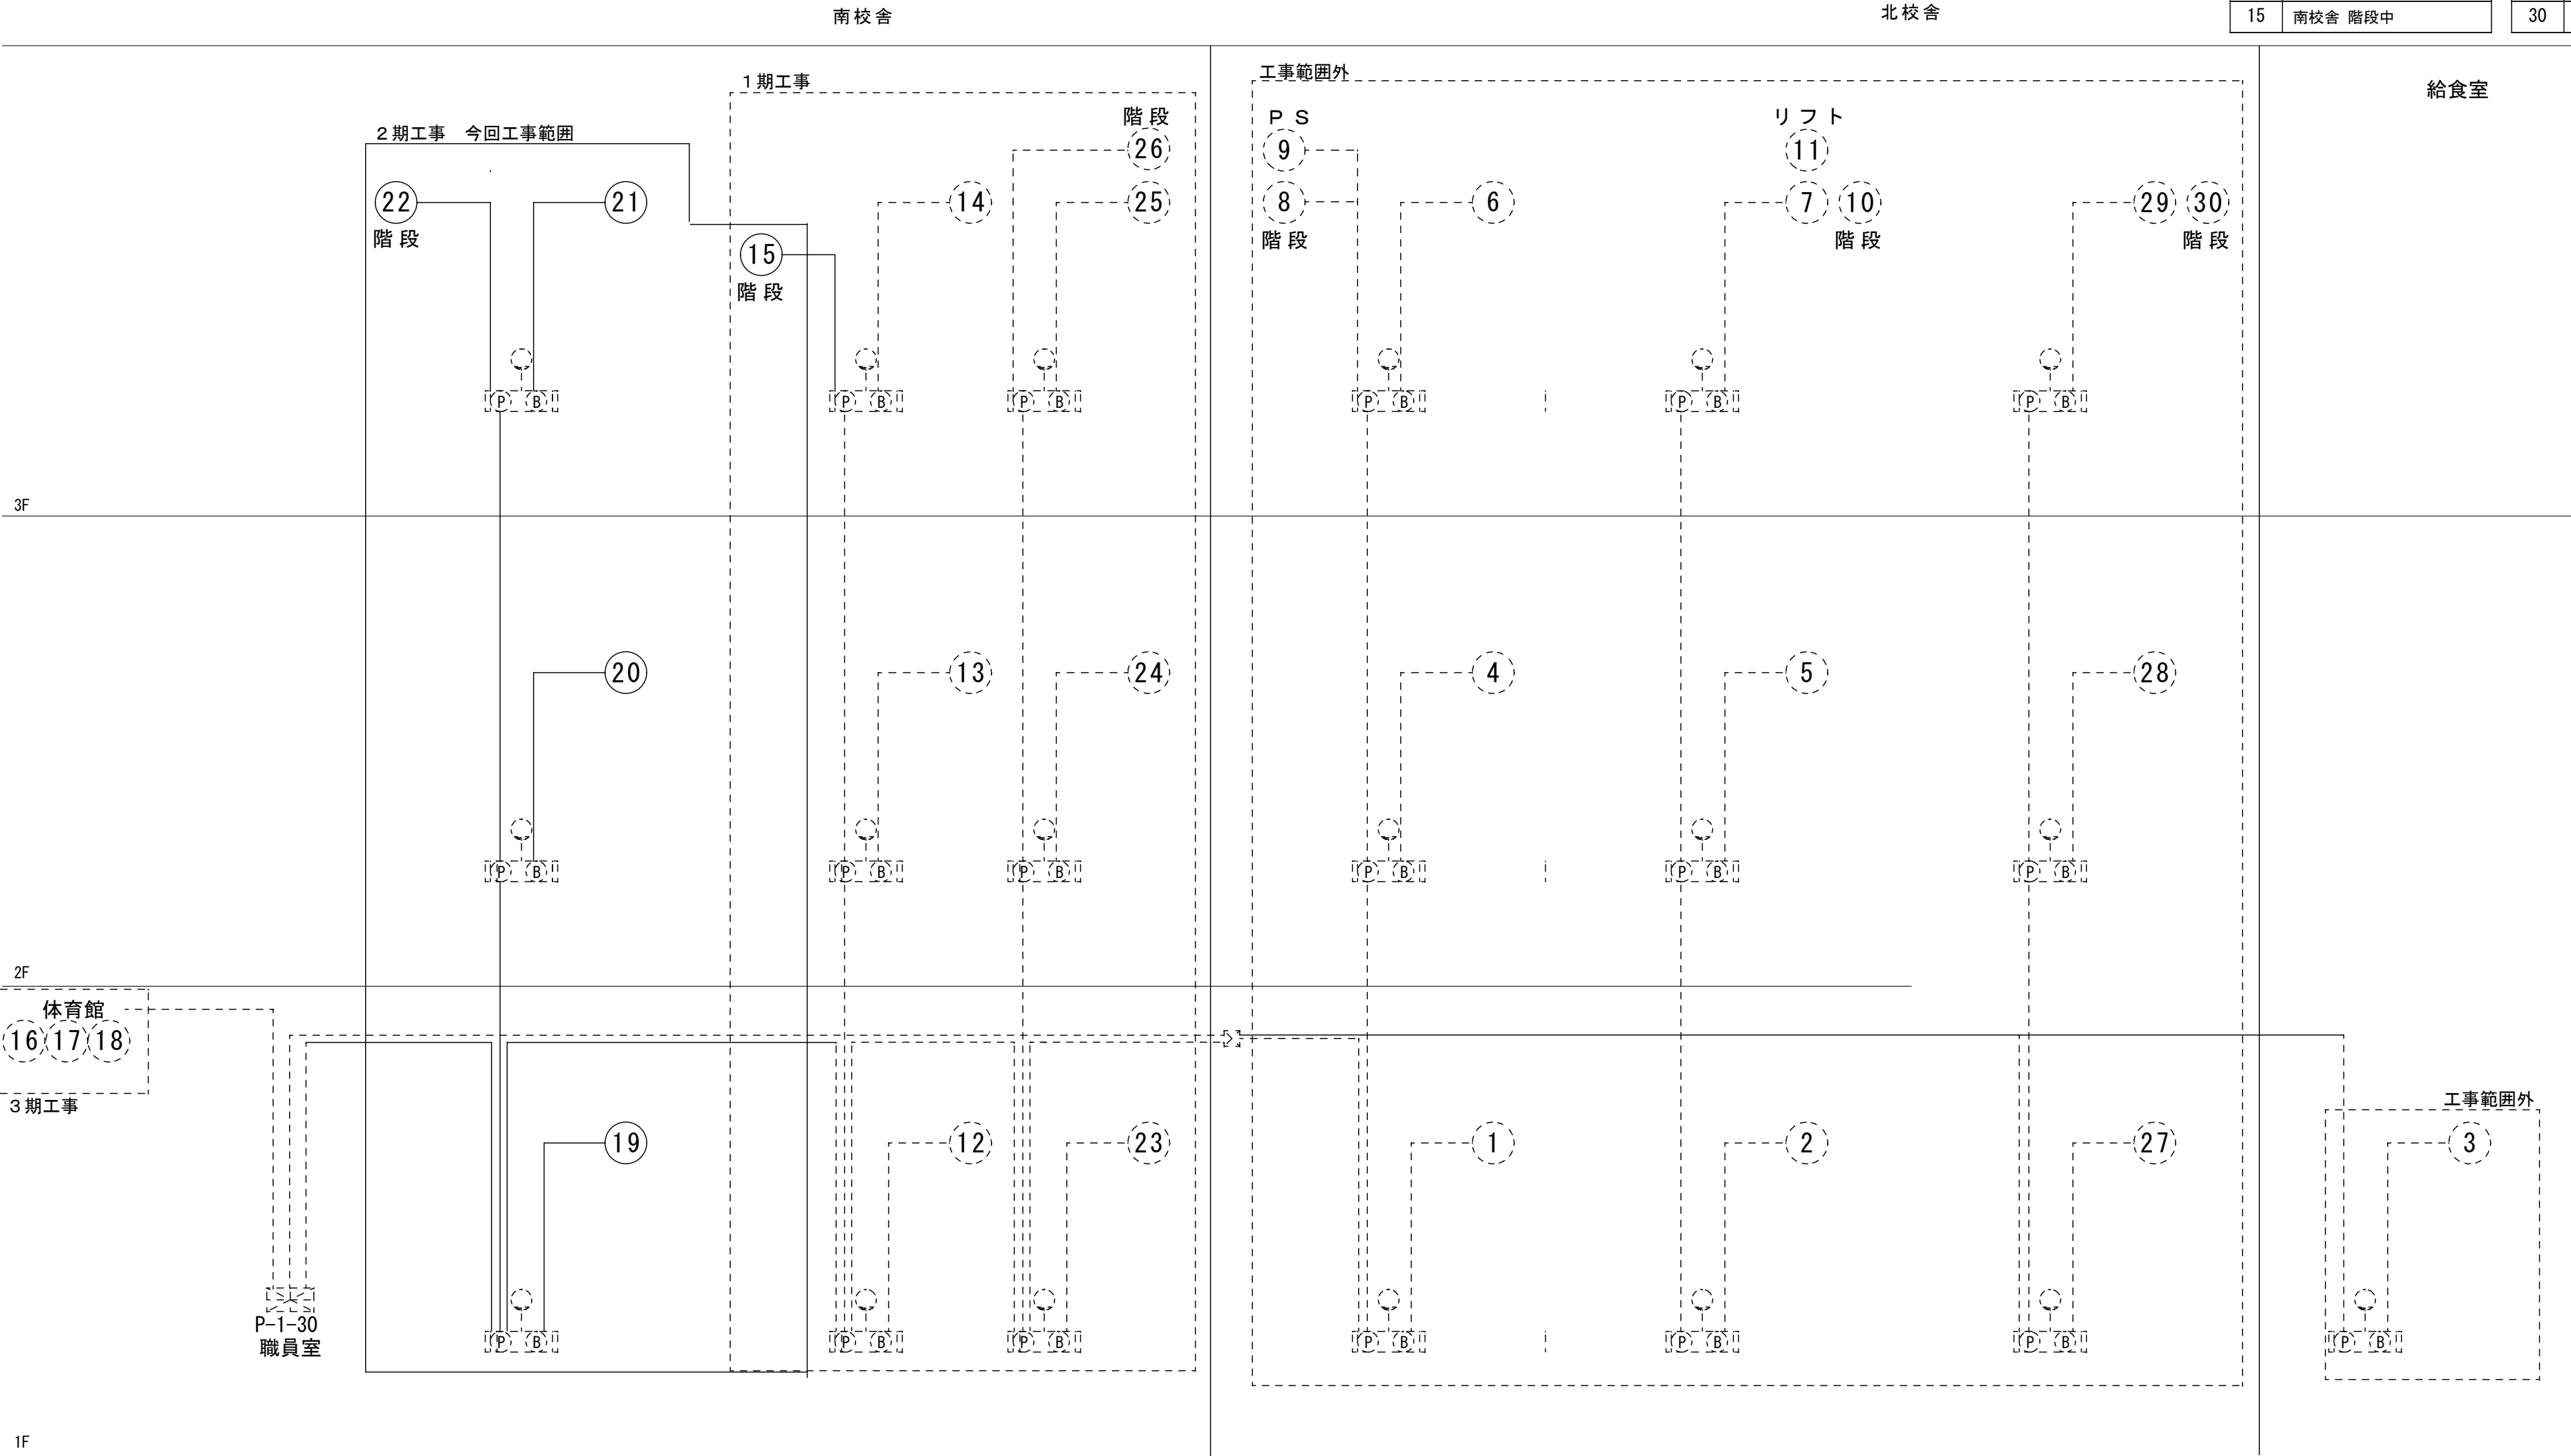 南校舎
北校舎
15 南校舎 階段中
30
1期工事
工事範囲外
給食室
2期工事 今回工事範囲
階段
26
PS
9
リフト
11
22
階段
21
14
25
8
階段
6
7
10
階段
29
30
階段
15
階段
P B
P B
P B
P B
P B
P B
3F
20
13
24
4
5
28
P B
P B
P B
P B
P B
P B
2F
体育館
16 17 18
3期工事
工事範囲外
19
12
23
1
2
27
3
P-1-30
職員室
P B
P B
P B
P B
P B
P B
P B
1F